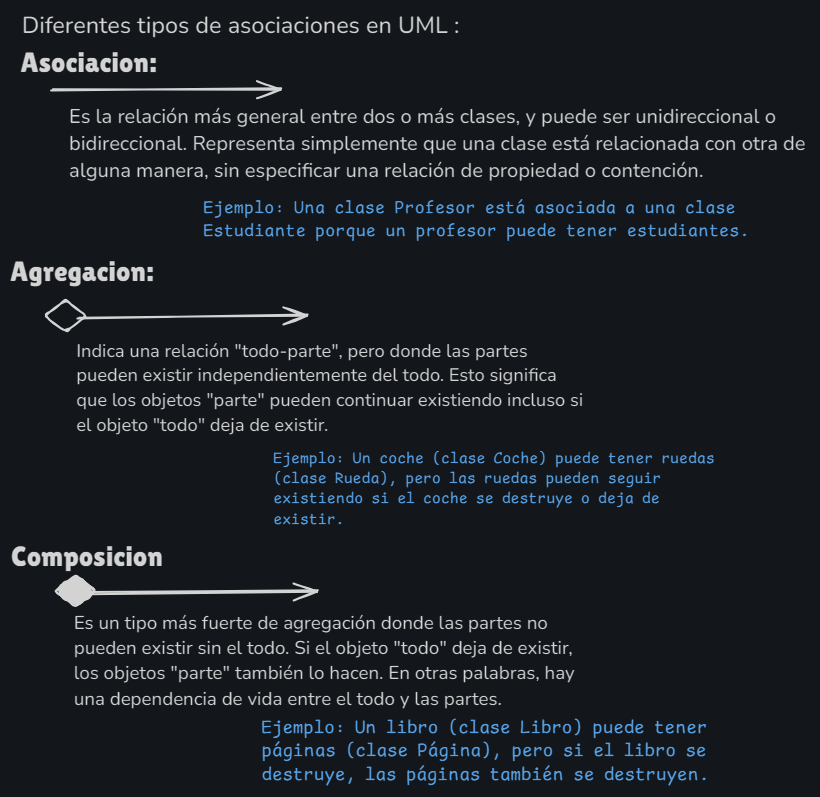 Diferentes tipos de asociaciones en UML :
Asociacion:
Es la relación más general entre dos o más clases, y puede ser unidireccional o
bidireccional. Representa simplemente que una clase está relacionada con otra de
alguna manera, sin especificar una relación de propiedad o contención.
Ejemplo: Una clase Profesor está asociada a una clase
Estudiante porque un profesor puede tener estudiantes.
Agregacion:
Indica una relación "todo-parte", pero donde las partes
pueden existir independientemente del todo. Esto significa
que los objetos "parte" pueden continuar existiendo incluso si
el objeto "todo" deja de existir.
Ejemplo: Un coche (clase Coche) puede tener ruedas
(clase Rueda), pero las ruedas pueden seguir
existiendo si el coche se destruye o deja de
existir.
Composicion
Es un tipo más fuerte de agregación donde las partes no
pueden existir sin el todo. Si el objeto "todo" deja de existir,
los objetos "parte" también lo hacen. En otras palabras, hay
una dependencia de vida entre el todo y las partes.
Ejemplo: Un libro (clase Libro) puede tener
páginas (clase Página), pero si el libro se
destruye, las páginas también se destruyen.